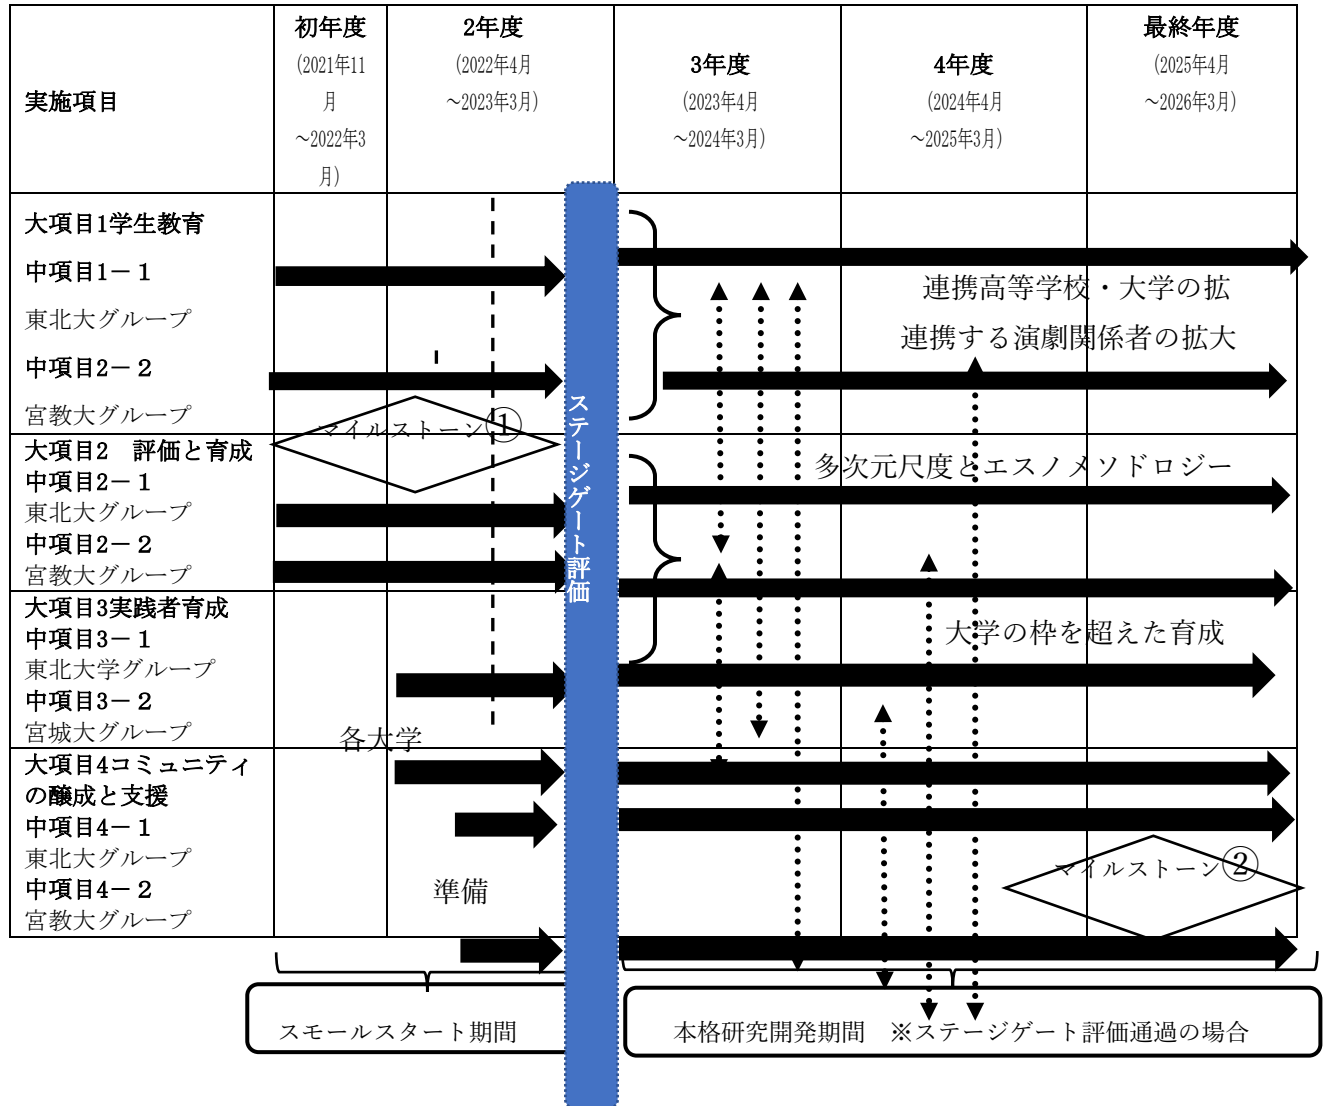 実施項目
初年度
(2021年11
月
～2022年3
月)
2年度
(2022年4月
～2023年3月)
3年度
(2023年4月
～2024年3月)
4年度
(2024年4月
～2025年3月)
最終年度
(2025年4月
～2026年3月)
大項目1学生教育
中項目1－1
東北大グループ
中項目2－2
宮教大グループ
連携高等学校・大学の拡
連携する演劇関係者の拡大
マイルストーン①
ステージゲート評価
大項目2　評価と育成
中項目2－1
東北大グループ
中項目2－2
宮教大グループ
多次元尺度とエスノメソドロジー
大項目3実践者育成
中項目3－1
東北大学グループ
中項目3－2
宮城大グループ
大学の枠を超えた育成
各大学
大項目4コミュニティ
の醸成と支援
中項目4－1
東北大グループ
中項目4－2
宮教大グループ
準備
マイルストーン②
スモールスタート期間
本格研究開発期間　※ステージゲート評価通過の場合